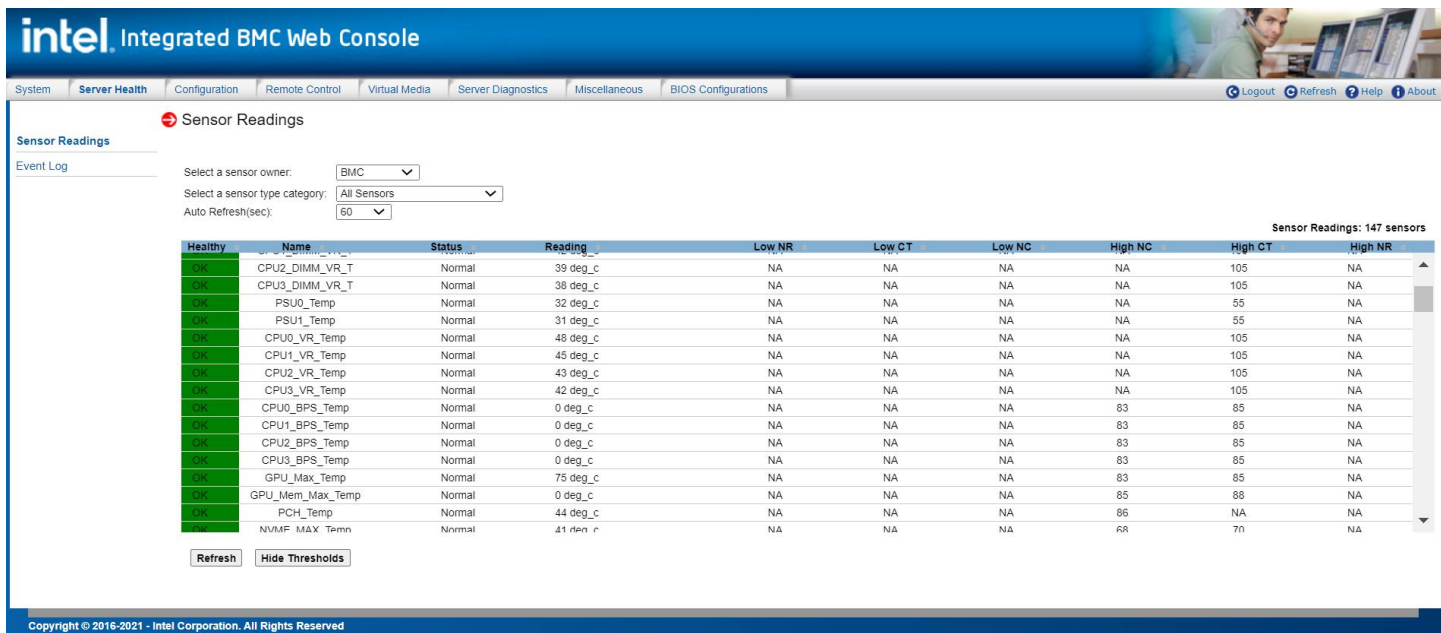 intel. Integrated BMC Web Console
System Server Health Configuration Remote Control Virtual Media Server Diagnostics Miscellaneous BIOS Configurations Logout Refresh Help About
Sensor Readings
Sensor Readings
Event Log
Select a sensor owner: BMC
Select a sensor type category: All Sensors
Auto Refresh(sec): 60
Sensor Readings: 147 sensors
Healthy Name Status Reading Low NR Low CT Low NC High NC High CT High NR
OK CPU2_DIMM_VR_T Normal 39 deg_c NA NA NA NA 105 NA
OK CPU3_DIMM_VR_T Normal 38 deg_c NA NA NA NA 105 NA
OK PSU0_Temp Normal 32 deg_c NA NA NA NA 55 NA
OK PSU1_Temp Normal 31 deg_c NA NA NA NA 55 NA
OK CPU0_VR_Temp Normal 48 deg_c NA NA NA NA 105 NA
OK CPU1_VR_Temp Normal 45 deg_c NA NA NA NA 105 NA
OK CPU2_VR_Temp Normal 43 deg_c NA NA NA NA 105 NA
OK CPU3_VR_Temp Normal 42 deg_c NA NA NA NA 105 NA
OK CPU0_BPS_Temp Normal 0 deg_c NA NA NA 83 85 NA
OK CPU1_BPS_Temp Normal 0 deg_c NA NA NA 83 85 NA
OK CPU2_BPS_Temp Normal 0 deg_c NA NA NA 83 85 NA
OK CPU3_BPS_Temp Normal 0 deg_c NA NA NA 83 85 NA
OK GPU_Max_Temp Normal 75 deg_c NA NA NA 83 85 NA
OK GPU_Mem_Max_Temp Normal 0 deg_c NA NA NA 85 88 NA
OK PCH_Temp Normal 44 deg_c NA NA NA 86 NA NA
OK NVME_MAX_Temp Normal 41 deg_c NA NA NA 68 70 NA
Refresh Hide Thresholds
Copyright © 2016-2021 - Intel Corporation. All Rights Reserved